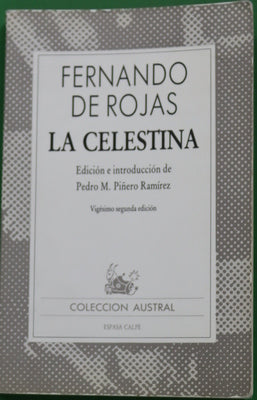 FERNANDO
DE ROJAS
LA CELESTINA
Edición e introducción de
Pedro M. Piñero Ramírez
Vigésimo segunda edición
COLECCION AUSTRAL
ESPASA CALPE